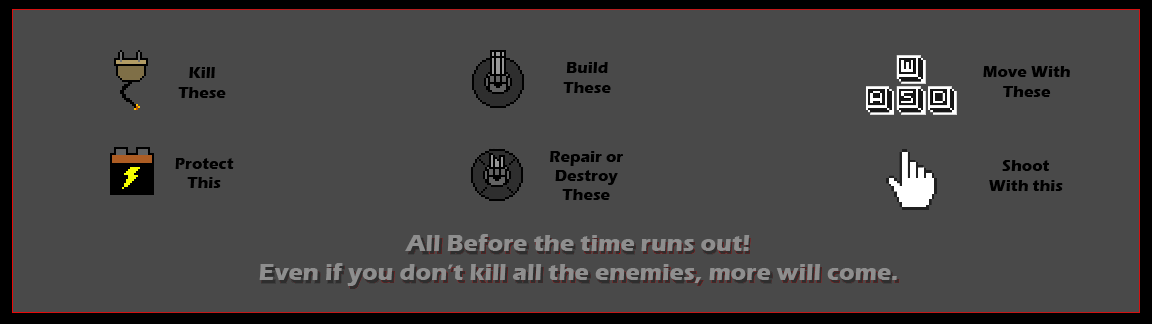 Kill
These
Build
These
W
A S D
Move With
These
Protect
This
Repair or
Destroy
These
Shoot
With this
All Before the time runs out!
Even if you don't kill all the enemies, more will come.